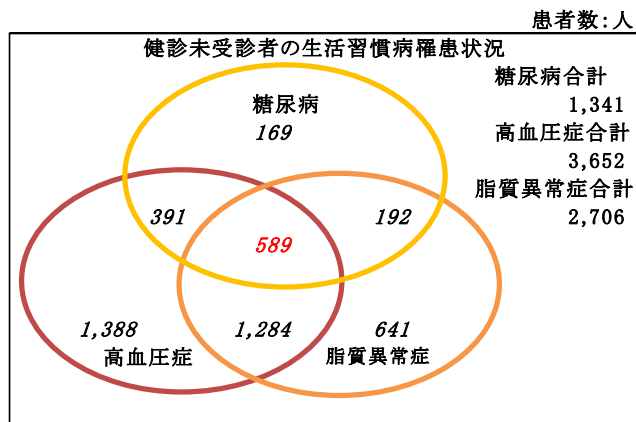 患者数:人
健診未受診者の生活習慣病罹患状況
糖尿病合計
1,341
高血圧症合計
3,652
脂質異常症合計
2,706
糖尿病
169
391
192
589
1,388
1,284
641
高血圧症
脂質異常症